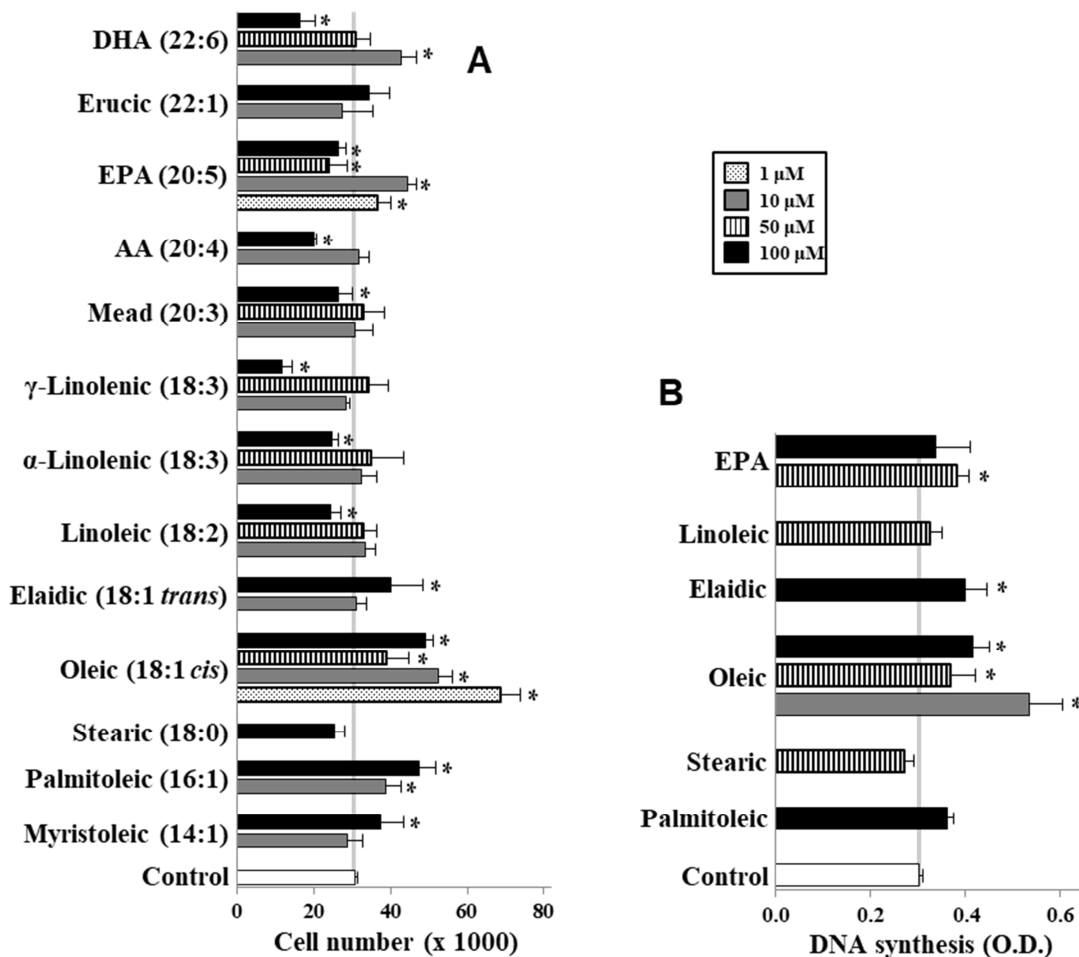 A
DHA (22:6)
*
*
Erucic (22:1)
EPA (20:5)
*
*
*
*
AA (20:4)
*
Mead (20:3)
*
γ-Linolenic (18:3)
*
α-Linolenic (18:3)
*
Linoleic (18:2)
*
Elaidic (18:1 trans)
*
Oleic (18:1 cis)
*
*
*
*
Stearic (18:0)
Palmitoleic (16:1)
*
*
Myristoleic (14:1)
*
Control
0 20 40 60 80
Cell number (x 1000)
1 μM
10 μM
50 μM
100 μM
B
EPA
*
Linoleic
Elaidic
*
Oleic
*
*
*
Stearic
Palmitoleic
Control
0.0 0.2 0.4 0.6
DNA synthesis (O.D.)